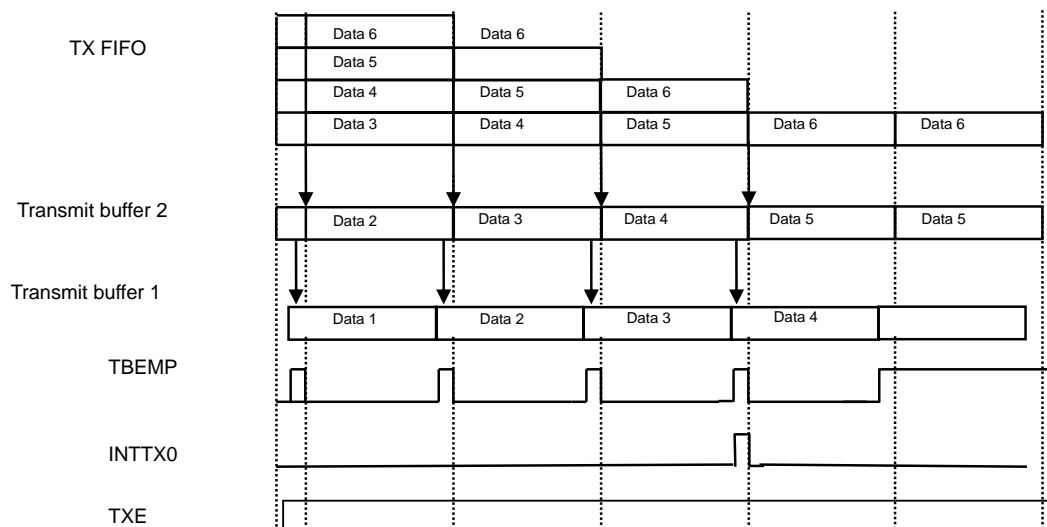 Data 6 Data 6
TX FIFO
Data 5
Data 4 Data 5 Data 6
Data 3 Data 4 Data 5 Data 6 Data 6
Transmit buffer 2
Data 2 Data 3 Data 4 Data 5 Data 5
Transmit buffer 1
Data 1 Data 2 Data 3 Data 4
TBEMP
INTTX0
TXE